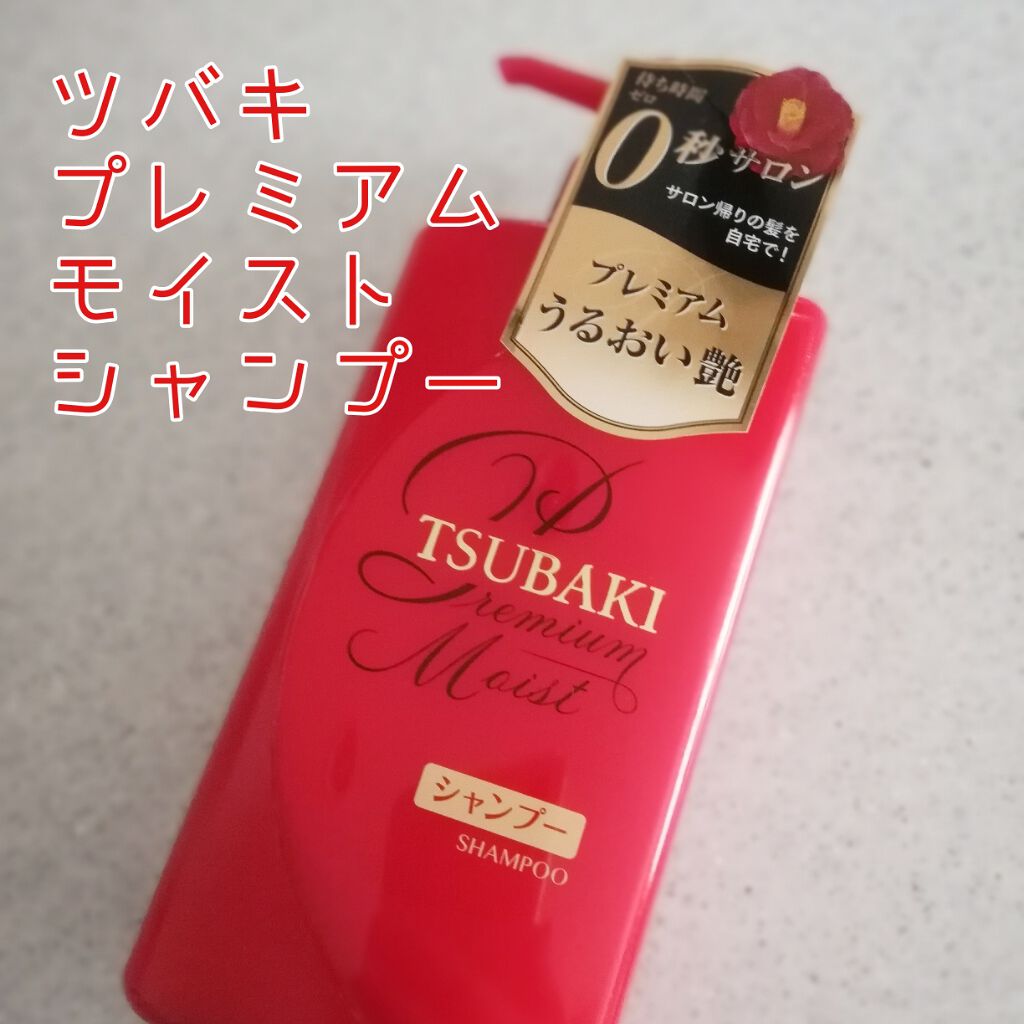 ツバキ
プレミアム
モイスト
シャンプー
待ち時間
ゼロ
0秒サロン
サロン帰りの髪を
自宅で!
プレミアム
うるおい艶
TSUBAKI
Premium
Moist
シャンプー
SHAMPOO